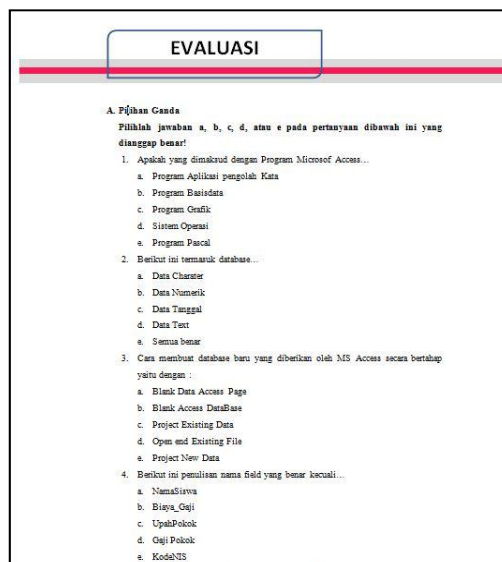 EVALUASI
A. Pilihan Ganda
Pilihlah jawaban a, b, c, d, atau e pada pertanyaan dibawah ini yang
dianggap benar!
1. Apakah yang dimaksud dengan Program Microsof Access...
a. Program Aplikasi pengolah Kata
b. Program Basisdata
c. Program Grafik
d. Sistem Operasi
e. Program Pascal
2. Berikut ini termasuk database...
a. Data Charater
b. Data Numerik
c. Data Tanggal
d. Data Text
e. Semua benar
3. Cara membuat database baru yang diberikan oleh MS Access secara bertahap
yaitu dengan :
a. Blank Data Access Page
b. Blank Access DataBase
c. Project Existing Data
d. Open end Existing File
e. Project New Data
4. Berikut ini penulisan nama field yang benar kecuali...
a. NamaSiswa
b. Biaya_Gaji
c. UpahPokok
d. Gaji Pokok
e. KodeNIS